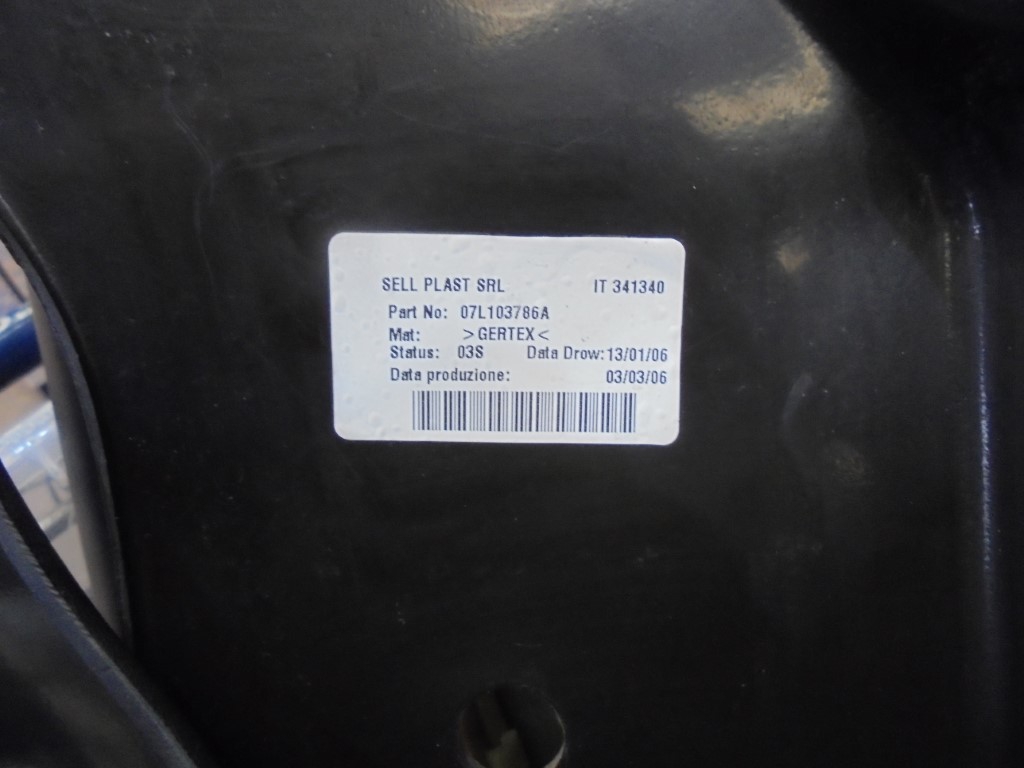 SELL PLAST SRL IT 341340
Part No: 07L103786A
Mat: >GERTEX<
Status: 03S Data Drow:13/01/06
Data produzione: 03/03/06